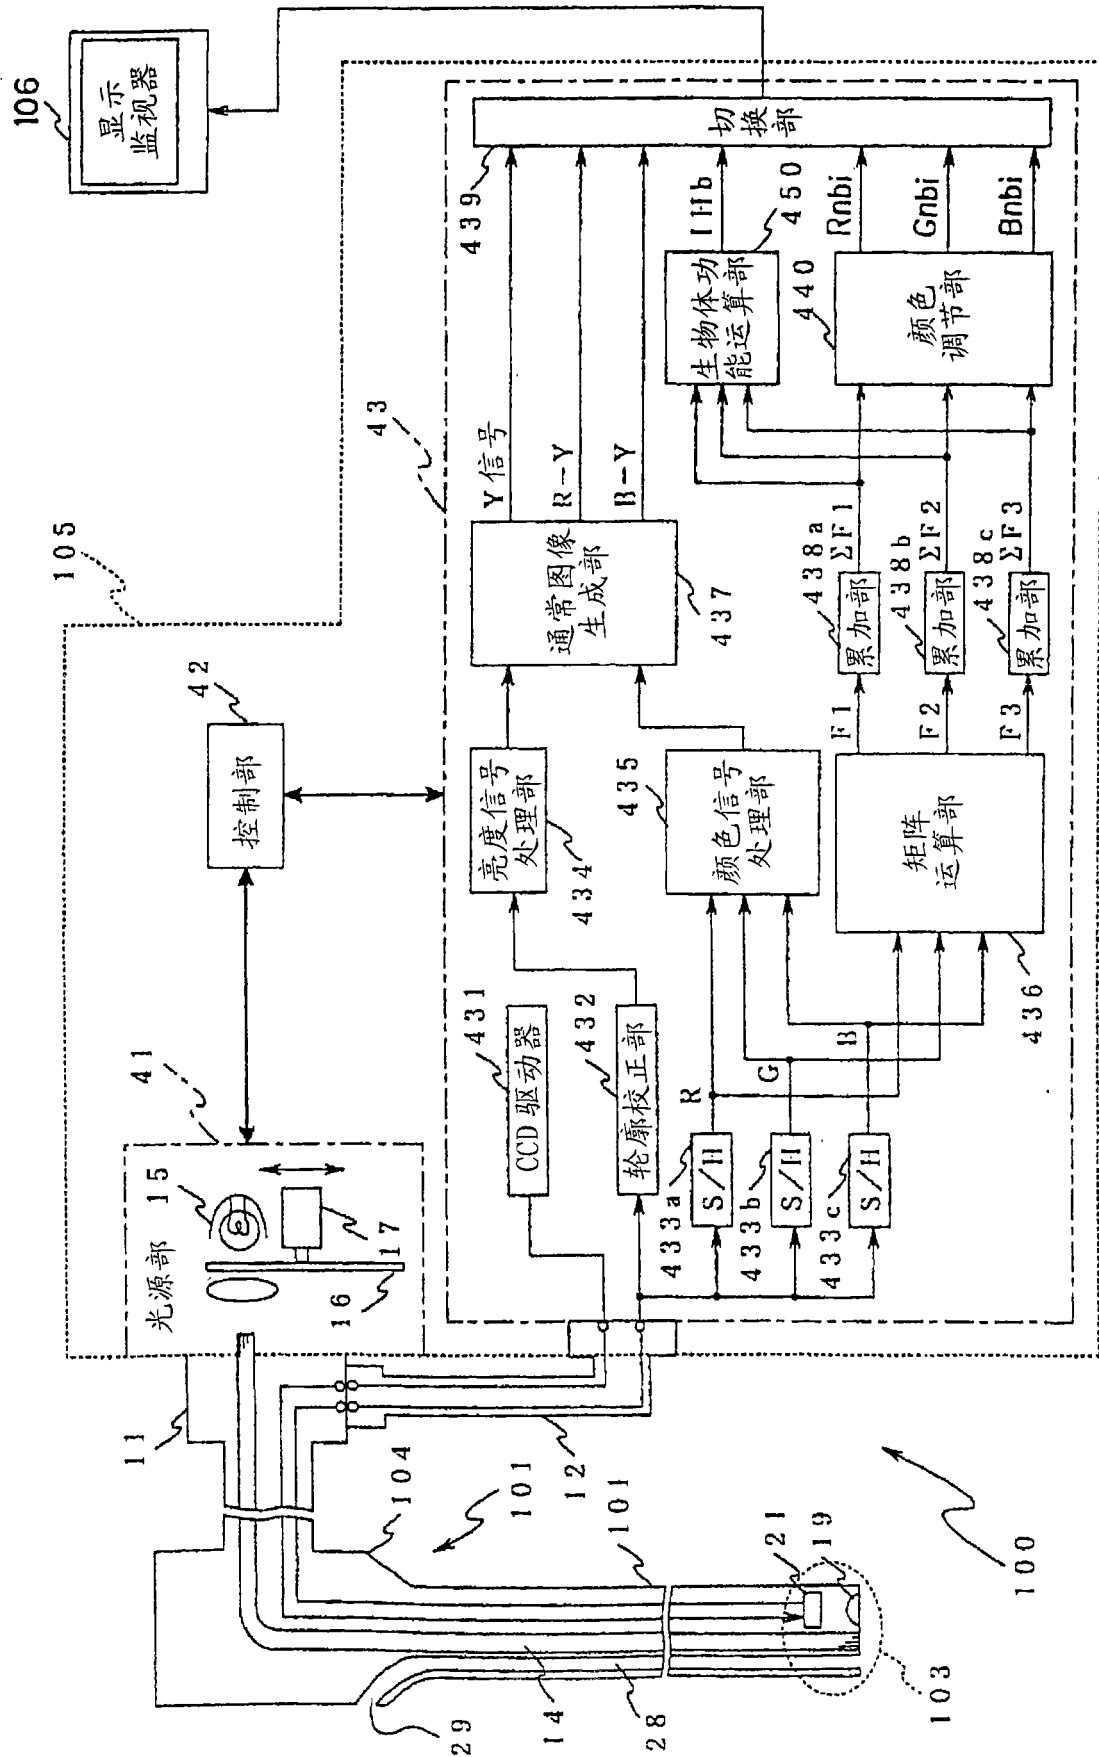 106
显示
监视器
105
43
439
切换部
Y 信号
R-Y
B-Y
IHb
Rnbi
Gnbi
Bnbi
450
生物体功
能运算部
440
颜色
调节部
通常图像
生成部
437
438a
ΣF1
438b
ΣF2
438c
ΣF3
累加部
累加部
累加部
F1
F2
F3
42
控制部
亮度信号
处理部
434
435
颜色信号
处理部
矩阵
运算部
436
431
CCD 驱动器
432
轮廓校正部
R
G
B
433a
S/H
433b
S/H
433c
S/H
41
光源部
15
17
16
11
12
104
101
101
100
21
19
103
14
28
29